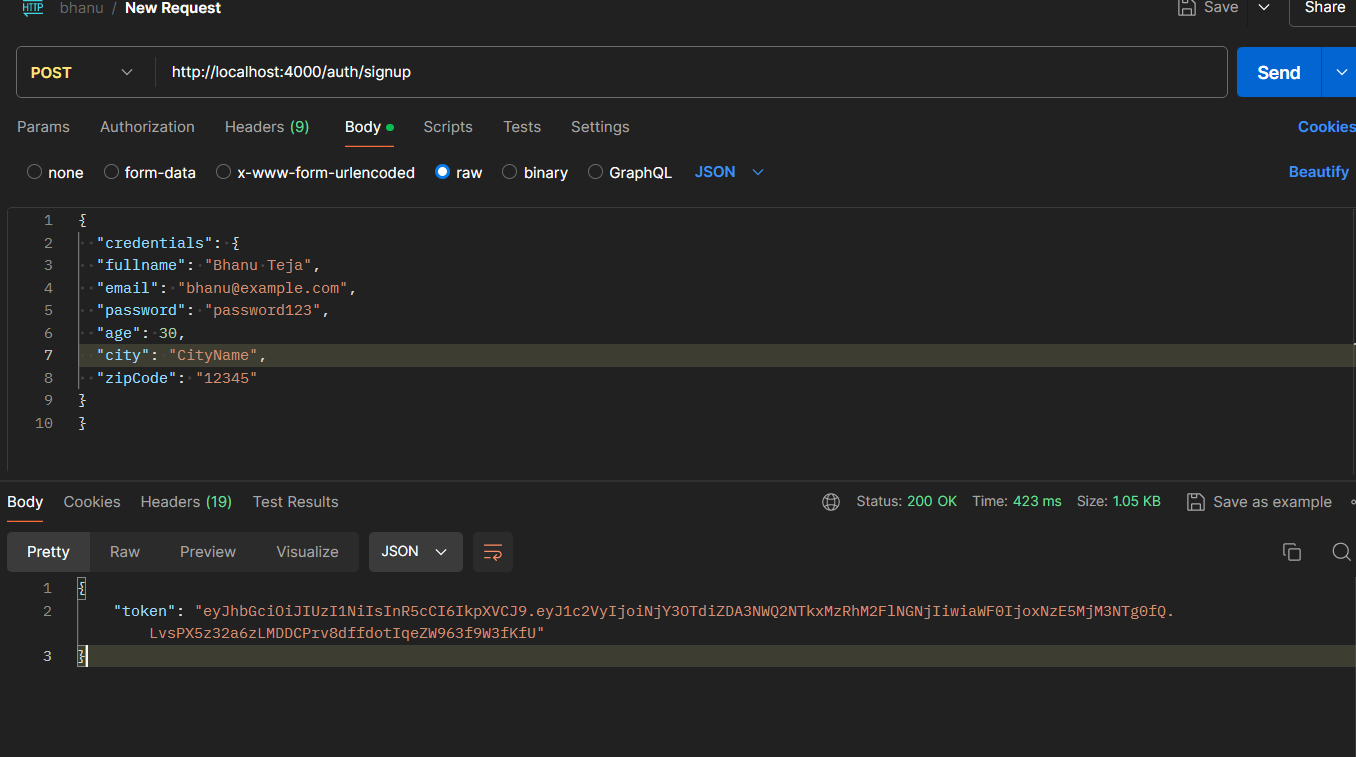 HTTP bhanu / New Request Save Share
POST http://localhost:4000/auth/signup Send
Params Authorization Headers (9) Body Scripts Tests Settings Cookies
none form-data x-www-form-urlencoded raw binary GraphQL JSON Beautify
1 {
2 "credentials": {
3 "fullname": "Bhanu Teja",
4 "email": "bhanu@example.com",
5 "password": "password123",
6 "age": 30,
7 "city": "CityName",
8 "zipCode": "12345"
9 }
10 }
Body Cookies Headers (19) Test Results Status: 200 OK Time: 423 ms Size: 1.05 KB Save as example
Pretty Raw Preview Visualize JSON
1 {
2 "token": "eyJhbGciOiJIUzI1NiIsInR5cCI6IkpXVCJ9.eyJ1c2VyIjoiNjY3OTdiZDA3NWQ2NTkxMzRhM2FlNGNjIiwiaWF0IjoxNzE5MjM3NTg0fQ.
LvsPX5z32a6zLMDDCPrv8dffdotIqeZW963f9W3fKfU"
3 }